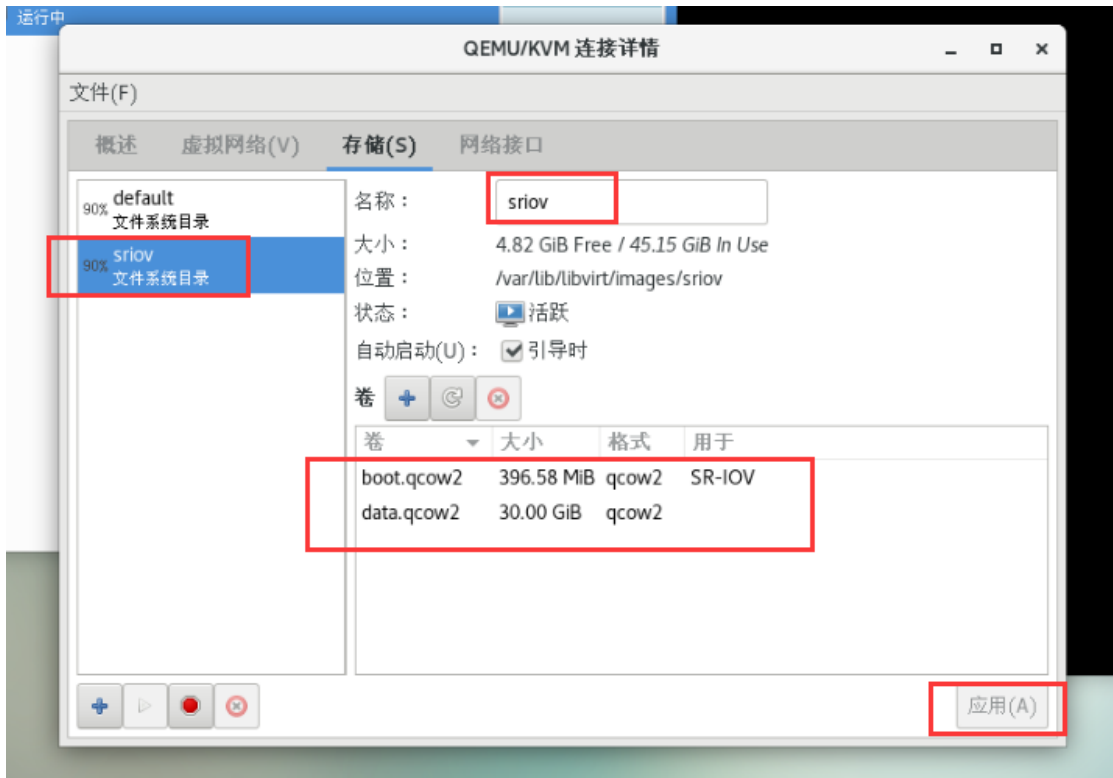 运行中
QEMU/KVM 连接详情
文件(F)
概述 虚拟网络(V) 存储(S) 网络接口
90% default
文件系统目录
90% sriov
文件系统目录
名称： sriov
大小： 4.82 GiB Free / 45.15 GiB In Use
位置： /var/lib/libvirt/images/sriov
状态： 活跃
自动启动(U)： 引导时
卷
卷 大小 格式 用于
boot.qcow2 396.58 MiB qcow2 SR-IOV
data.qcow2 30.00 GiB qcow2
应用(A)